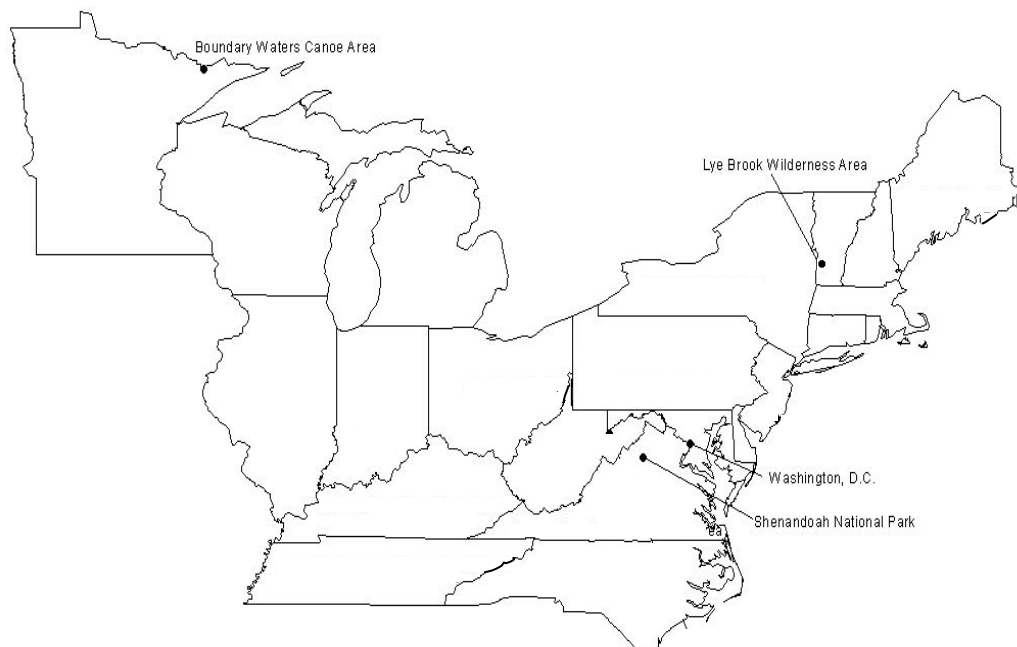 Boundary Waters Canoe Area
Lye Brook Wilderness Area
Washington, D.C.
Shenandoah National Park